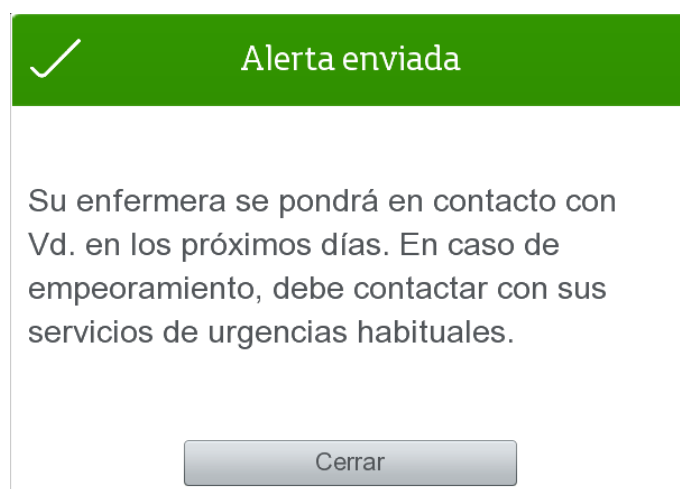 Alerta enviada
Su enfermera se pondrá en contacto con
Vd. en los próximos días. En caso de
empeoramiento, debe contactar con sus
servicios de urgencias habituales.
Cerrar